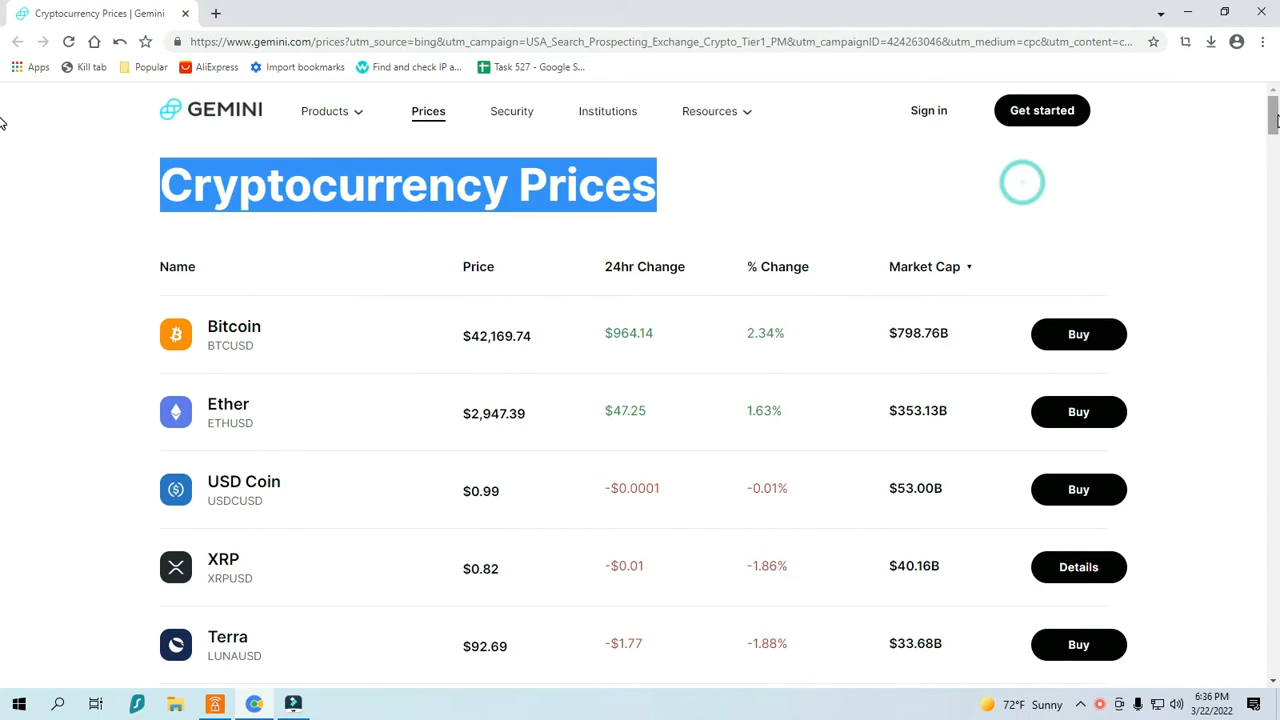 Cryptocurrency Prices | Gemini
https://www.gemini.com/prices?utm_source=bing&utm_campaign=USA_Search_Prospecting_Exchange_Crypto_Tier1_PM&utm_campaignID=424263046&utm_medium=cpc&utm_content=c...
Apps Kill tab Popular AliExpress Import bookmarks Find and check IP a... Task 527 - Google S...
GEMINI Products Prices Security Institutions Resources Sign in Get started
Cryptocurrency Prices
Name Price 24hr Change % Change Market Cap
Bitcoin
BTCUSD
$42,169.74 $964.14 2.34% $798.76B Buy
Ether
ETHUSD
$2,947.39 $47.25 1.63% $353.13B Buy
USD Coin
USDCUSD
$0.99 -$0.0001 -0.01% $53.00B Buy
XRP
XRPUSD
$0.82 -$0.01 -1.86% $40.16B Details
Terra
LUNAUSD
$92.69 -$1.77 -1.88% $33.68B Buy
72°F Sunny
6:36 PM
3/22/2022